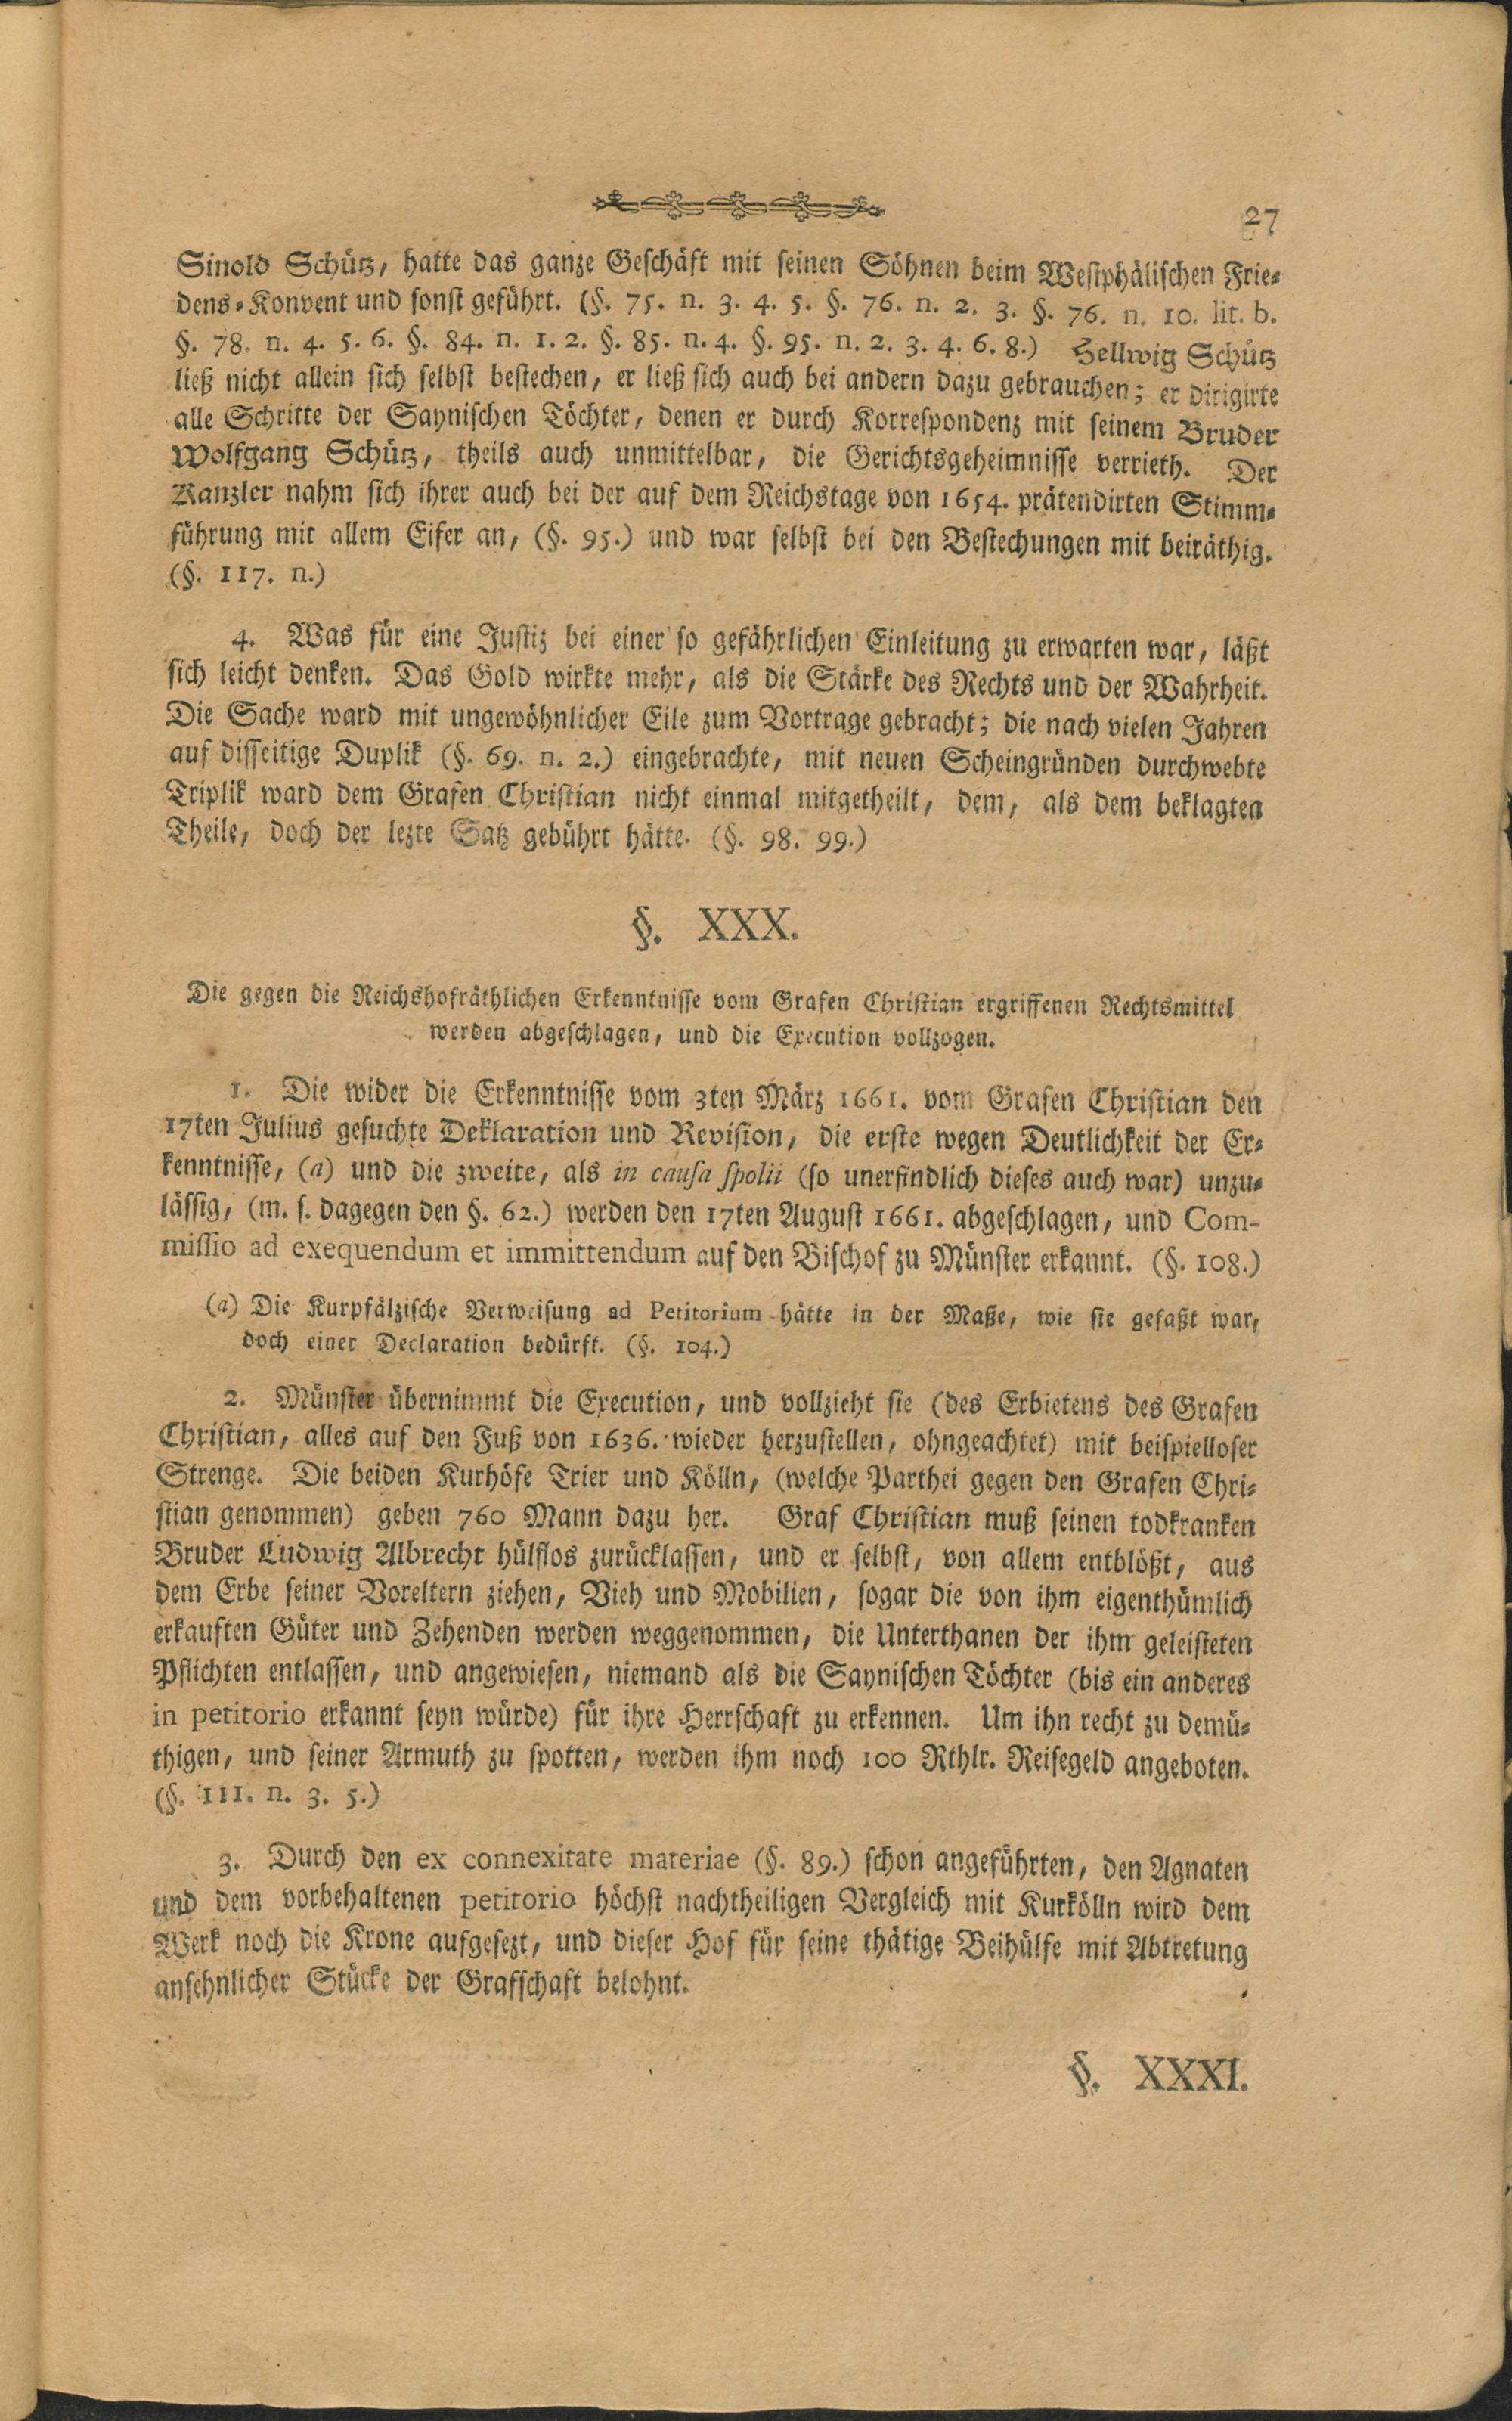 27
Sinold Schütz, hatte das ganze Geschäft mit seinen Söhnen beim Westphälischen Frie-
dens-Konvent und sonst geführt. (§. 75. n. 3. 4. 5. §. 76. n. 2. 3. §. 76. n. 10. lit. b.
§. 78. n. 4. 5. 6. §. 84. n. 1. 2. §. 85. n. 4. §. 95. n. 2. 3. 4. 6. 8.) Hellwig Schütz
ließ nicht allein sich selbst bestechen, er ließ sich auch bei andern dazu gebrauchen; er dirigirte
alle Schritte der Saynischen Töchter, denen er durch Korrespondenz mit seinem Bruder
Wolfgang Schütz, theils auch unmittelbar, die Gerichtsgeheimnisse verrieth. Der
Kanzler nahm sich ihrer auch bei der auf dem Reichstage von 1654. prätendirten Stimm-
führung mit allem Eifer an, (§. 95.) und war selbst bei den Bestechungen mit beiräthig.
(§. 117. n.)
4. Was für eine Justiz bei einer so gefährlichen Einleitung zu erwarten war, läßt
sich leicht denken. Das Gold wirkte mehr, als die Stärke des Rechts und der Wahrheit.
Die Sache ward mit ungewöhnlicher Eile zum Vortrage gebracht; die nach vielen Jahren
auf disseitige Duplik (§. 69. n. 2.) eingebrachte, mit neuen Scheingründen durchwebte
Triplik ward dem Grafen Christian nicht einmal mitgetheilt, dem, als dem beklagten
Theile, doch der lezte Satz gebührt hätte. (§. 98. 99.)
§. XXX.
Die gegen die Reichshofräthlichen Erkenntnisse vom Grafen Christian ergriffenen Rechtsmittel
werden abgeschlagen, und die Execution vollzogen.
1. Die wider die Erkenntnisse vom 3ten März 1661. vom Grafen Christian den
17ten Julius gesuchte Deklaration und Revision, die erste wegen Deutlichkeit der Er-
kenntnisse, (a) und die zweite, als in causa spolii (so unerfindlich dieses auch war) unzu-
lässig, (m. s. dagegen den §. 62.) werden den 17ten August 1661. abgeschlagen, und Com-
missio ad exequendum et immittendum auf den Bischof zu Münster erkannt. (§. 108.)
(a) Die Kurpfälzische Verweisung ad Petitorium hätte in der Maße, wie sie gefaßt war,
doch einer Declaration bedürft. (§. 104.)
2. Münster übernimmt die Execution, und vollzieht sie (des Erbietens des Grafen
Christian, alles auf den Fuß von 1636. wieder herzustellen, ohngeachtet) mit beispielloser
Strenge. Die beiden Kurhöfe Trier und Kölln, (welche Parthei gegen den Grafen Chri-
stian genommen) geben 760 Mann dazu her. Graf Christian muß seinen todkranken
Bruder Ludwig Albrecht hülflos zurücklassen, und er selbst, von allem entblößt, aus
dem Erbe seiner Voreltern ziehen, Vieh und Mobilien, sogar die von ihm eigenthümlich
erkauften Güter und Zehenden werden weggenommen, die Unterthanen der ihm geleisteten
Pflichten entlassen, und angewiesen, niemand als die Saynischen Töchter (bis ein anderes
in petitorio erkannt seyn würde) für ihre Herrschaft zu erkennen. Um ihn recht zu demü-
thigen, und seiner Armuth zu spotten, werden ihm noch 100 Rthlr. Reisegeld angeboten.
(§. 111. n. 3. 5.)
3. Durch den ex connexitate materiae (§. 89.) schon angeführten, den Agnaten
und dem vorbehaltenen petitorio höchst nachtheiligen Vergleich mit Kurkölln wird dem
Werk noch die Krone aufgesezt, und dieser Hof für seine thätige Beihülfe mit Abtretung
ansehnlicher Stücke der Grafschaft belohnt.
§. XXXI.